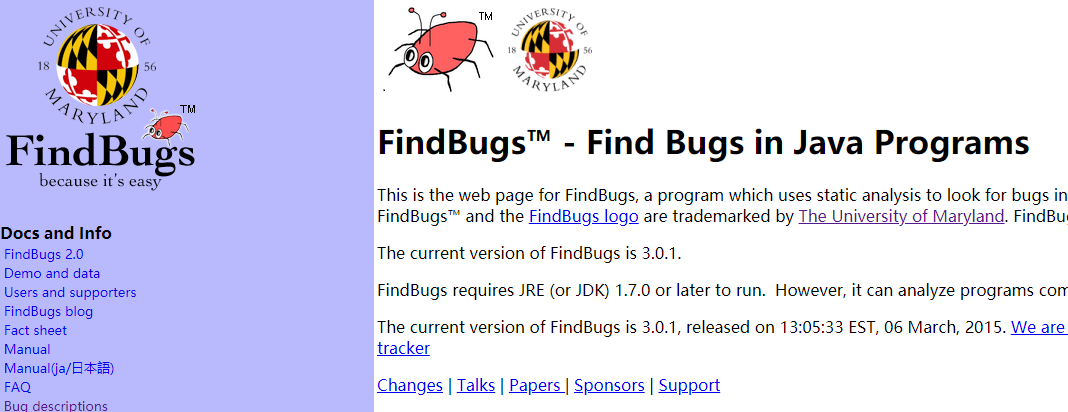 UNIVERSITY OF
18 56
MARYLAND
TM
FindBugs
because it's easy
Docs and Info
FindBugs 2.0
Demo and data
Users and supporters
FindBugs blog
Fact sheet
Manual
Manual(ja/日本語)
FAQ
Bug descriptions
TM
UNIVERSITY OF
18 56
MARYLAND
FindBugs™ - Find Bugs in Java Programs
This is the web page for FindBugs, a program which uses static analysis to look for bugs in
FindBugs™ and the FindBugs logo are trademarked by The University of Maryland. FindBu
The current version of FindBugs is 3.0.1.
FindBugs requires JRE (or JDK) 1.7.0 or later to run.  However, it can analyze programs com
The current version of FindBugs is 3.0.1, released on 13:05:33 EST, 06 March, 2015. We are
tracker
Changes | Talks | Papers | Sponsors | Support